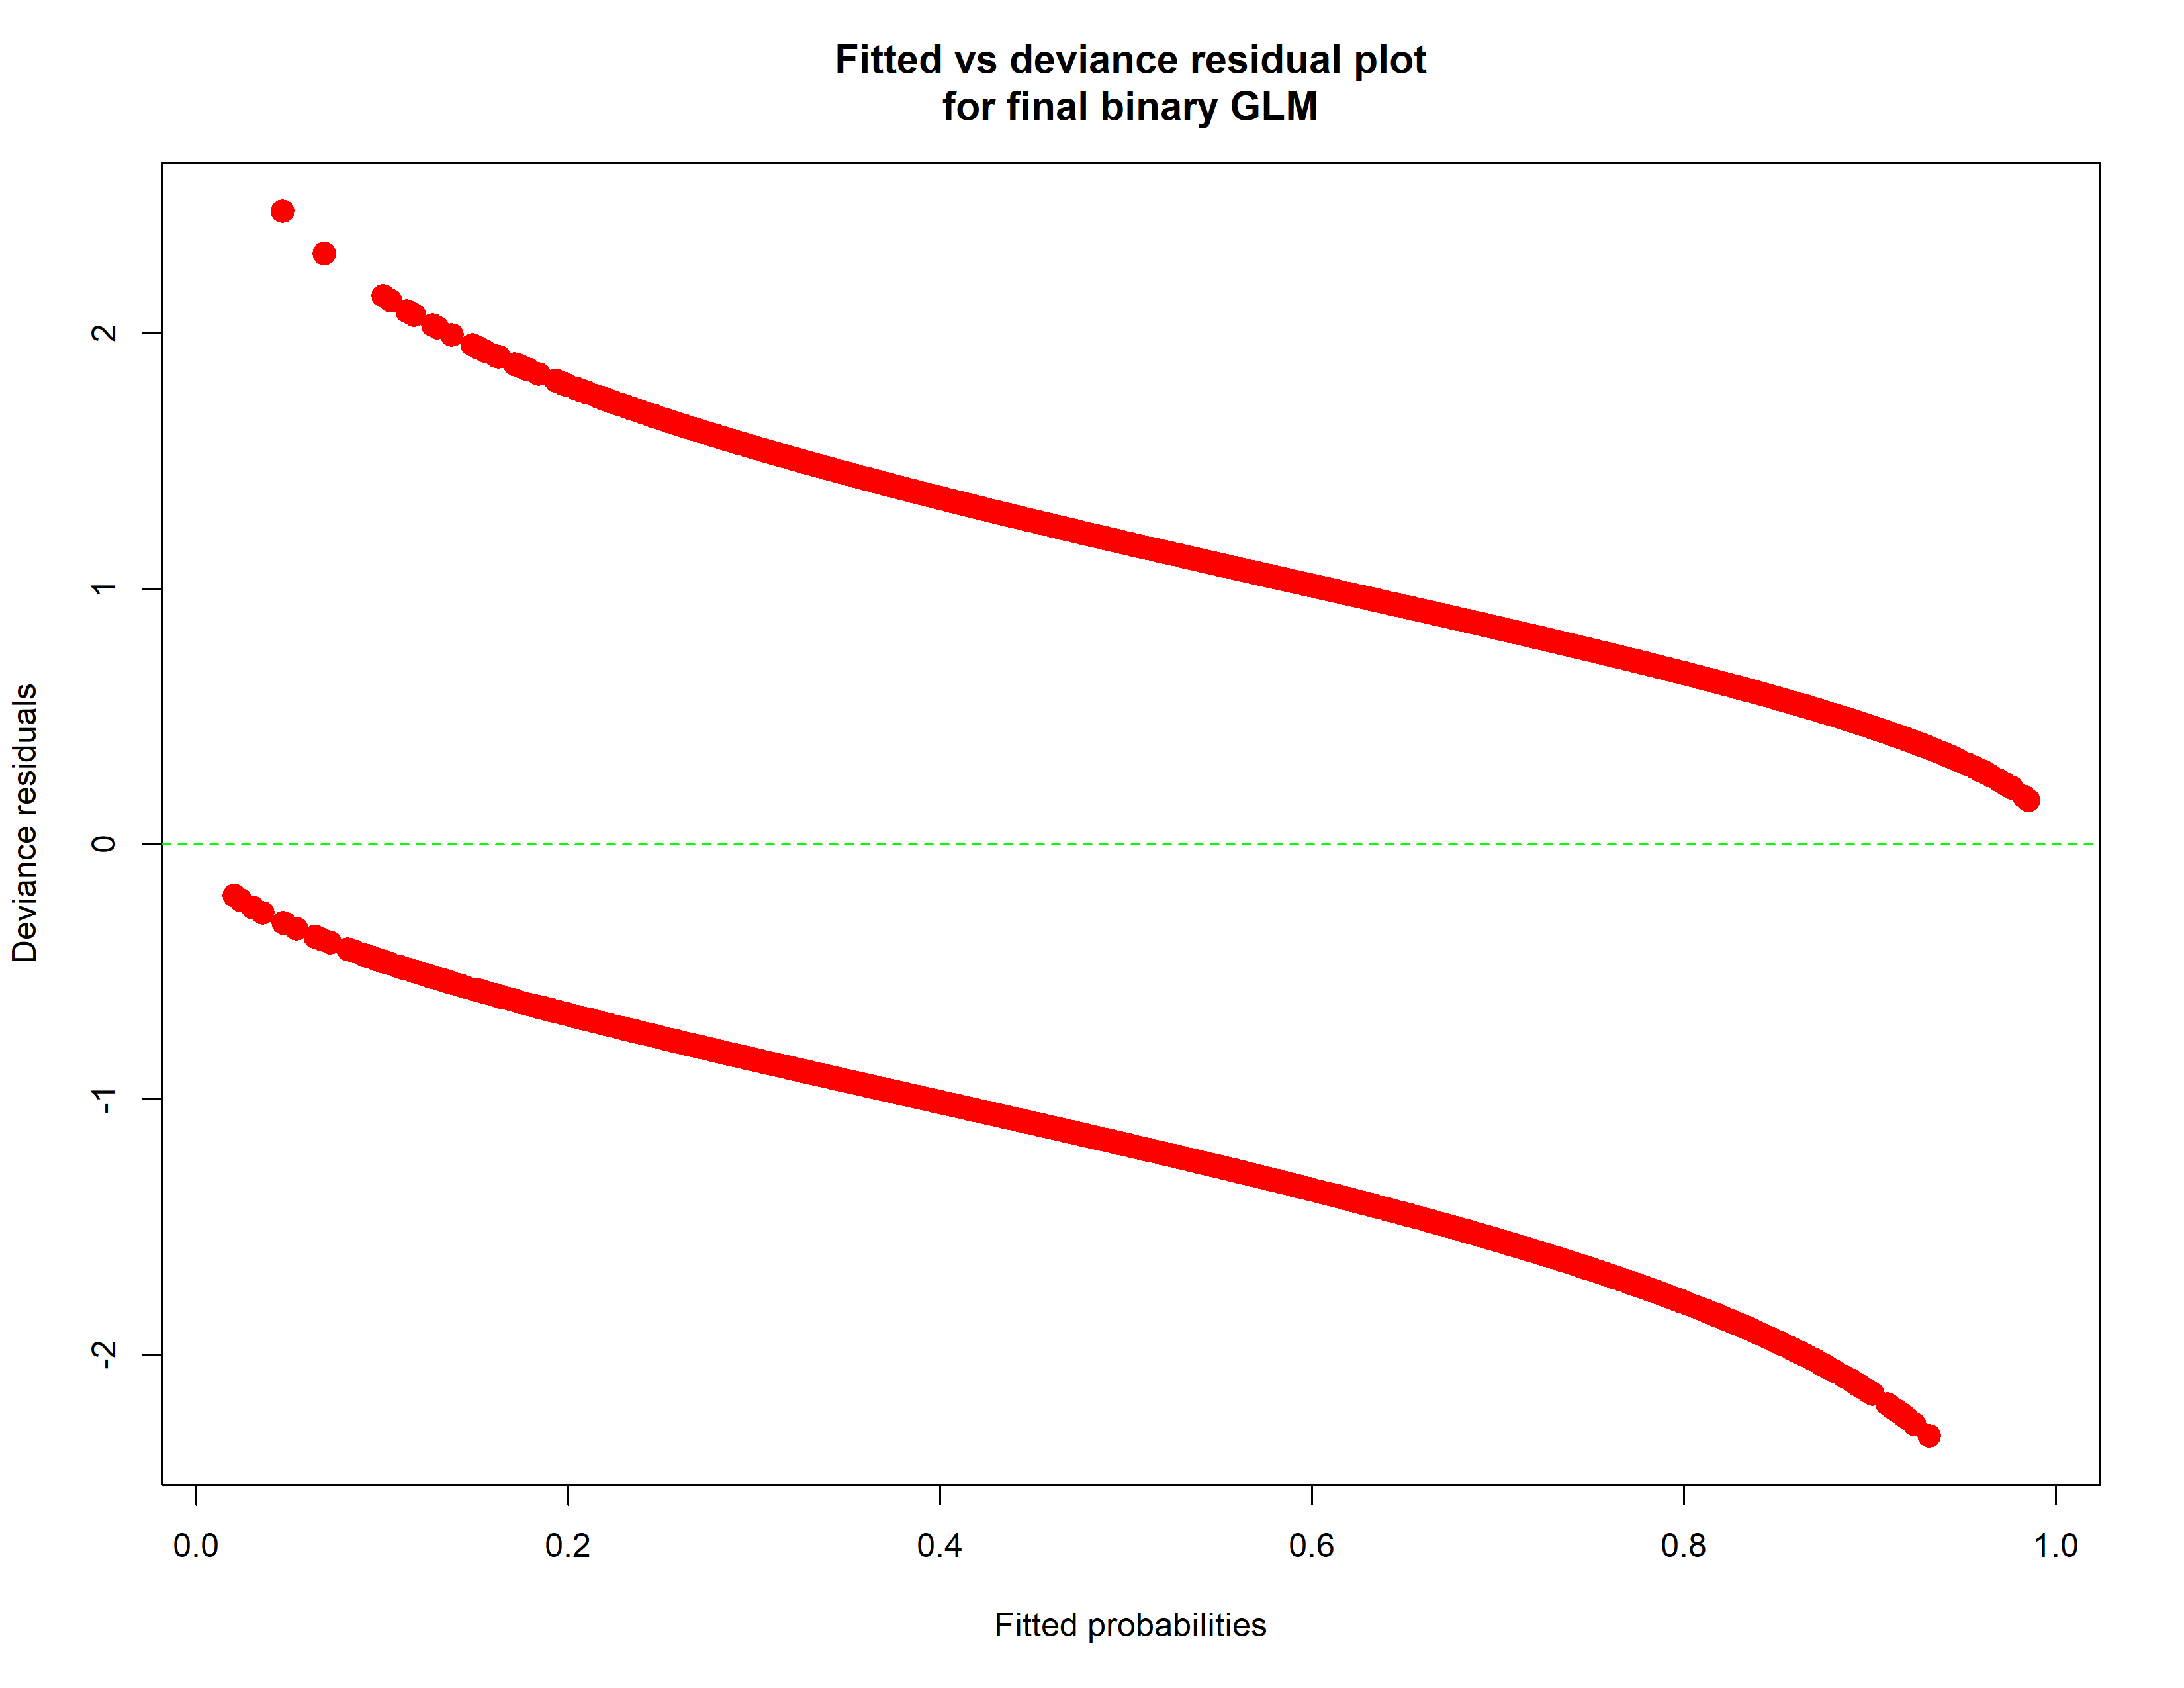 Fitted vs deviance residual plot
for final binary GLM
Deviance residuals
2
1
0
-1
-2
0.0 0.2 0.4 0.6 0.8 1.0
Fitted probabilities